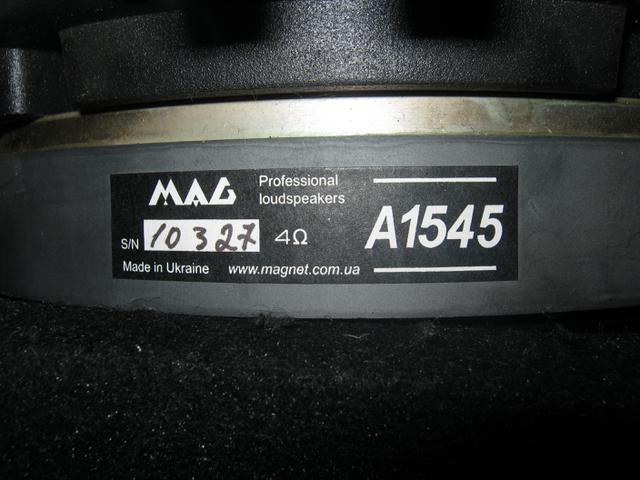 MAG
Professional
loudspeakers
A1545
S/N 10327 4Ω
Made in Ukraine www.magnet.com.ua